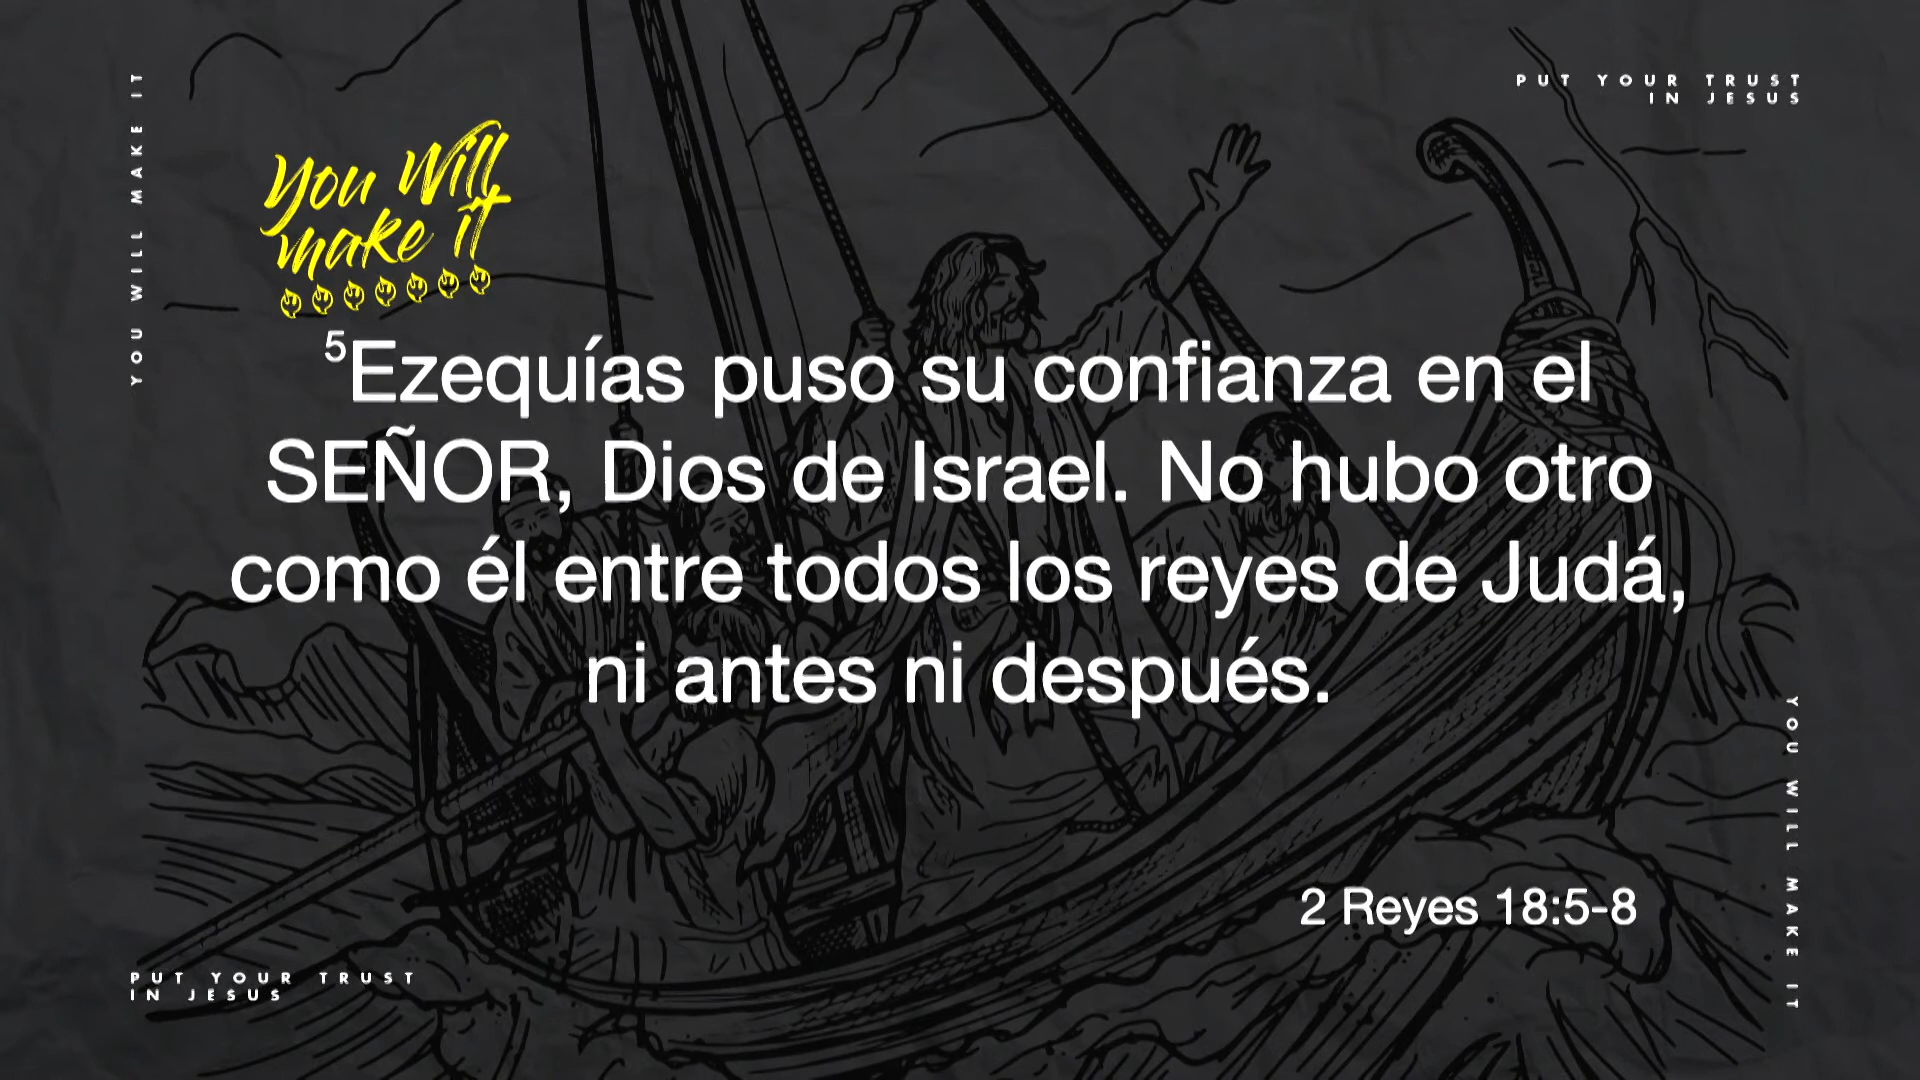 YOU WILL MAKE IT
PUT YOUR TRUST
IN JESUS
You Will
make it
⁵Ezequías puso su confianza en el
SEÑOR, Dios de Israel. No hubo otro
como él entre todos los reyes de Judá,
ni antes ni después.
2 Reyes 18:5-8
YOU WILL MAKE IT
PUT YOUR TRUST
IN JESUS